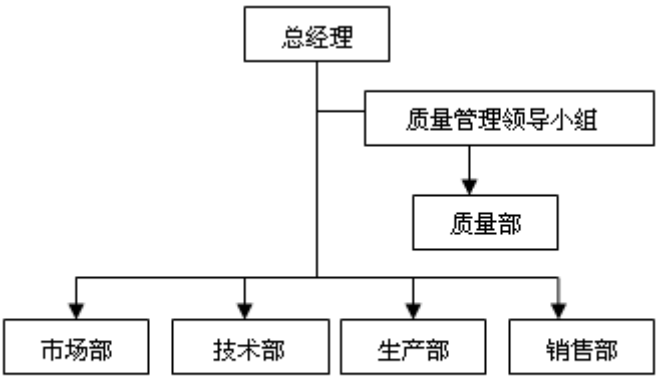 总经理
质量管理领导小组
质量部
市场部
技术部
生产部
销售部